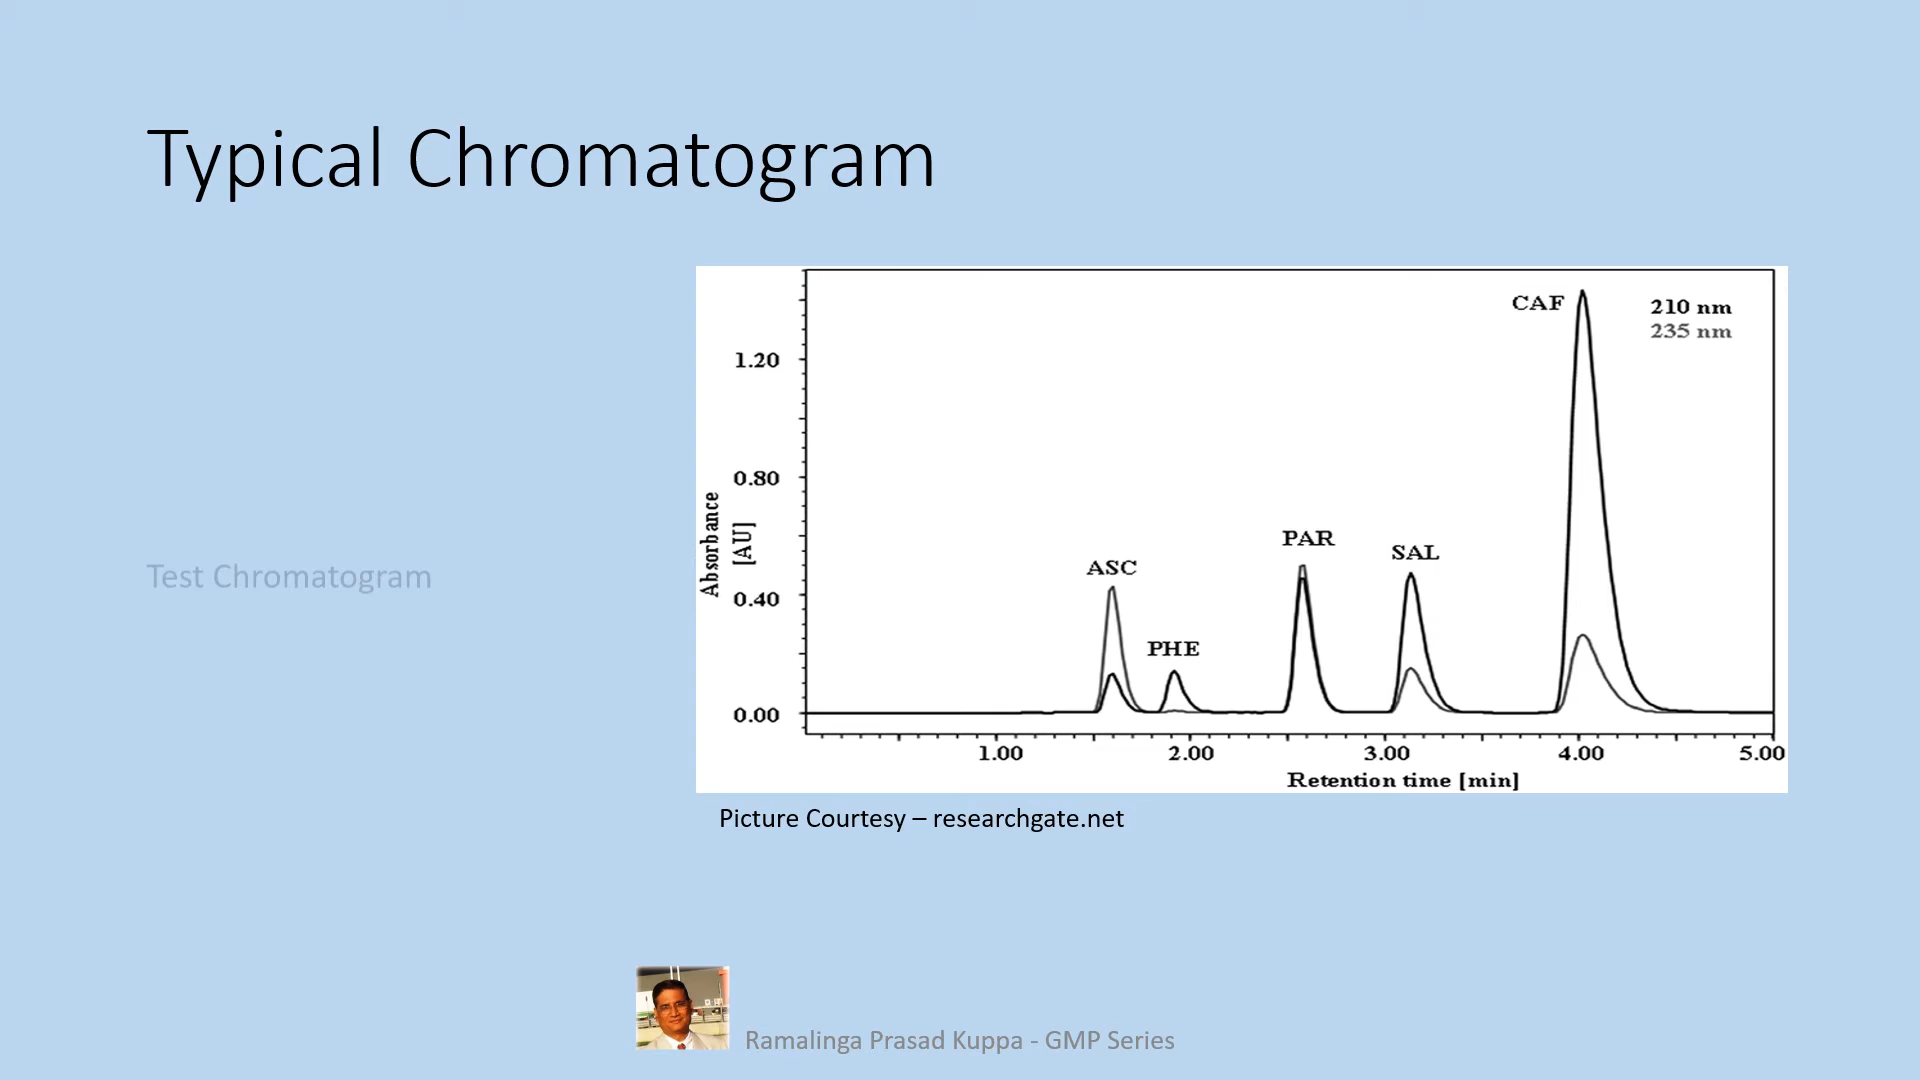 Typical Chromatogram
Test Chromatogram
CAF
210 nm
235 nm
1.20
0.80
0.40
0.00
Absorbance
[AU]
ASC
PHE
PAR
SAL
1.00 2.00 3.00 4.00 5.00
Retention time [min]
Picture Courtesy – researchgate.net
Ramalinga Prasad Kuppa - GMP Series